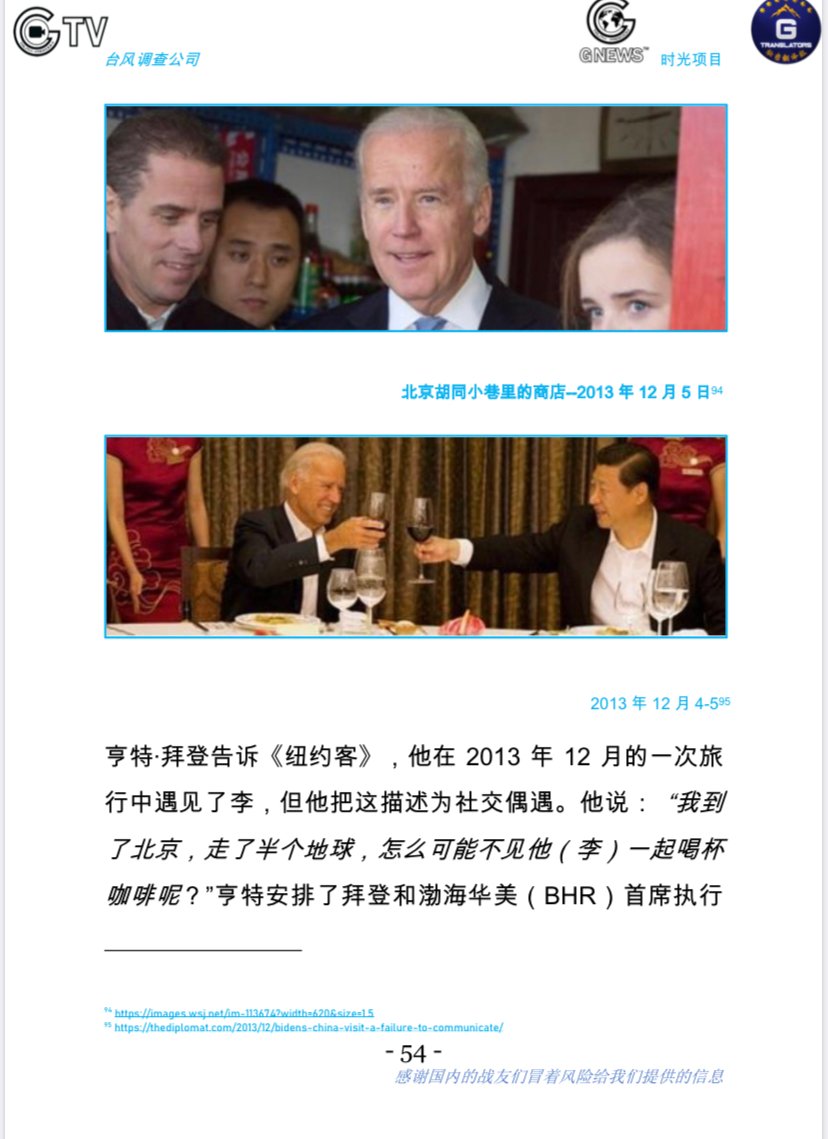 GTV
台风调查公司
GNEWS™
时光项目
G
TRANSLATORS
北京胡同小巷里的商店--2013 年 12 月 5 日94
2013 年 12 月 4-595
亨特·拜登告诉《纽约客》，他在 2013 年 12 月的一次旅
行中遇见了李，但他把这描述为社交偶遇。他说： “我到
了北京，走了半个地球，怎么可能不见他（李）一起喝杯
咖啡呢？”亨特安排了拜登和渤海华美（BHR）首席执行
94 https://images.wsj.net/im-113674?width=620&size=1.5
95 https://thediplomat.com/2013/12/bidens-china-visit-a-failure-to-communicate/
- 54 -
感谢国内的战友们冒着风险给我们提供的信息